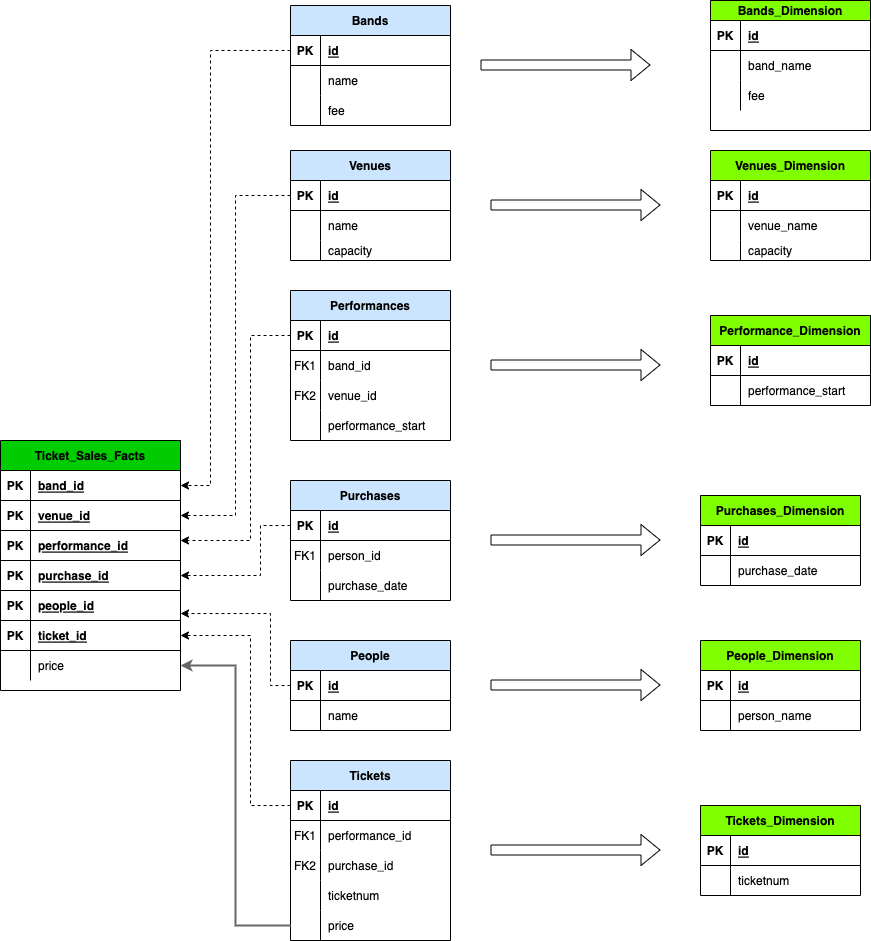 Bands
PK id
name
fee
Bands_Dimension
PK id
band_name
fee
Venues
PK id
name
capacity
Venues_Dimension
PK id
venue_name
capacity
Performances
PK id
FK1 band_id
FK2 venue_id
performance_start
Performance_Dimension
PK id
performance_start
Ticket_Sales_Facts
PK band_id
PK venue_id
PK performance_id
PK purchase_id
PK people_id
PK ticket_id
price
Purchases
PK id
FK1 person_id
purchase_date
Purchases_Dimension
PK id
purchase_date
People
PK id
name
People_Dimension
PK id
person_name
Tickets
PK id
FK1 performance_id
FK2 purchase_id
ticketnum
price
Tickets_Dimension
PK id
ticketnum